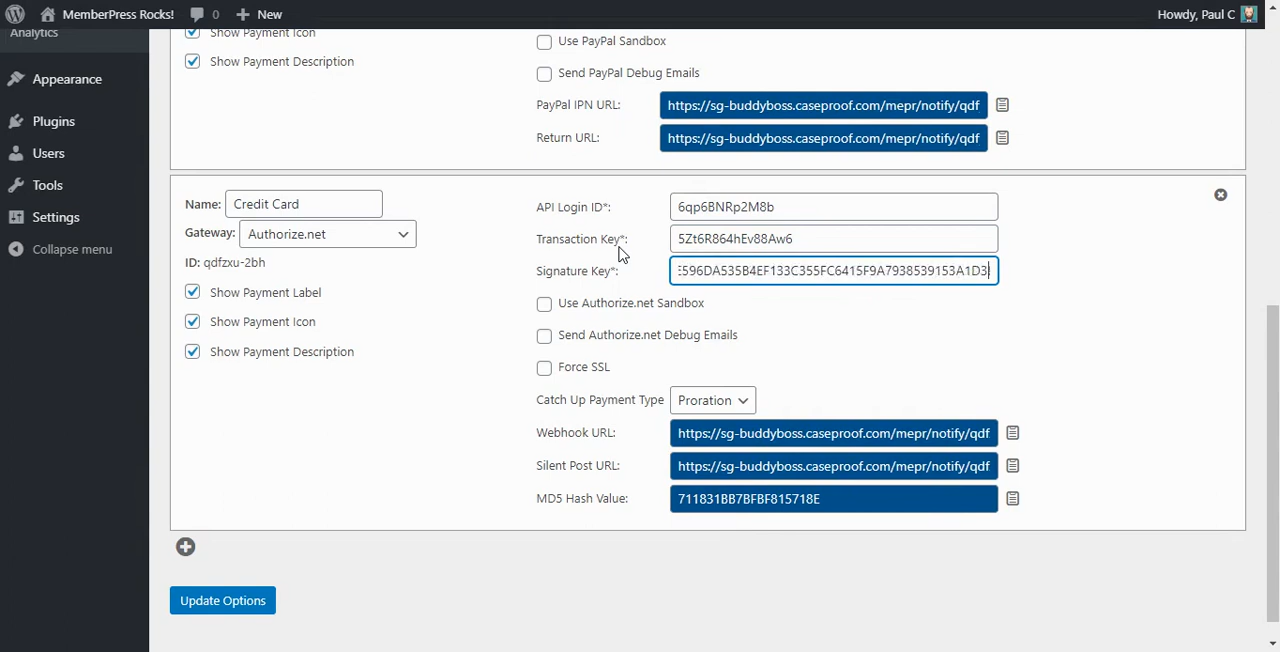 MemberPress Rocks! 0 New Howdy, Paul C
Analytics
Appearance
Plugins
Users
Tools
Settings
Collapse menu
Show Payment Icon
Show Payment Description
Use PayPal Sandbox
Send PayPal Debug Emails
PayPal IPN URL: https://sg-buddyboss.caseproof.com/mepr/notify/qdf
Return URL: https://sg-buddyboss.caseproof.com/mepr/notify/qdf
Name: Credit Card
Gateway: Authorize.net
ID: qdfzxu-2bh
Show Payment Label
Show Payment Icon
Show Payment Description
API Login ID*: 6qp6BNRp2M8b
Transaction Key*: 5Zt6R864hEv88Aw6
Signature Key*: E596DA535B4EF133C355FC6415F9A7938539153A1D3
Use Authorize.net Sandbox
Send Authorize.net Debug Emails
Force SSL
Catch Up Payment Type Proration
Webhook URL: https://sg-buddyboss.caseproof.com/mepr/notify/qdf
Silent Post URL: https://sg-buddyboss.caseproof.com/mepr/notify/qdf
MD5 Hash Value: 711831BB7BFBF815718E
Update Options